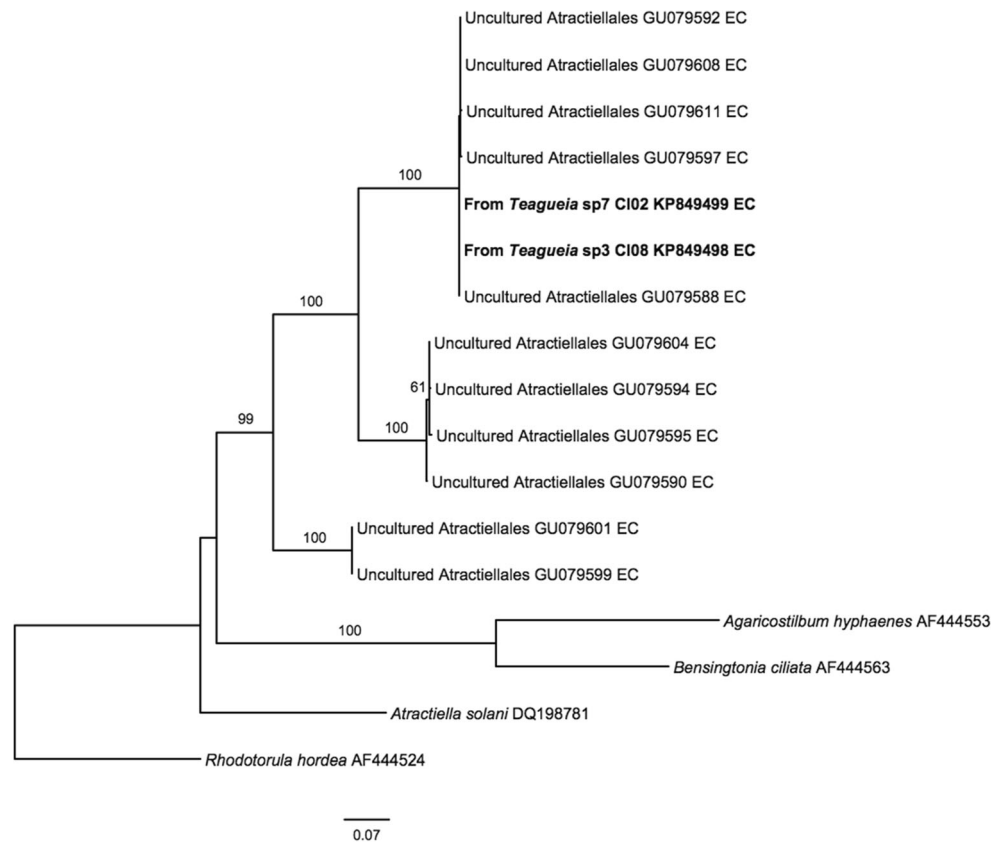 Uncultured Atractiellales GU079592 EC
Uncultured Atractiellales GU079608 EC
Uncultured Atractiellales GU079611 EC
Uncultured Atractiellales GU079597 EC
100
From Teagueia sp7 Cl02 KP849499 EC
From Teagueia sp3 Cl08 KP849498 EC
Uncultured Atractiellales GU079588 EC
100
Uncultured Atractiellales GU079604 EC
61
Uncultured Atractiellales GU079594 EC
100
Uncultured Atractiellales GU079595 EC
99
Uncultured Atractiellales GU079590 EC
Uncultured Atractiellales GU079601 EC
100
Uncultured Atractiellales GU079599 EC
Agaricostilbum hyphaenes AF444553
100
Bensingtonia ciliata AF444563
Atractiella solani DQ198781
Rhodotorula hordea AF444524
0.07